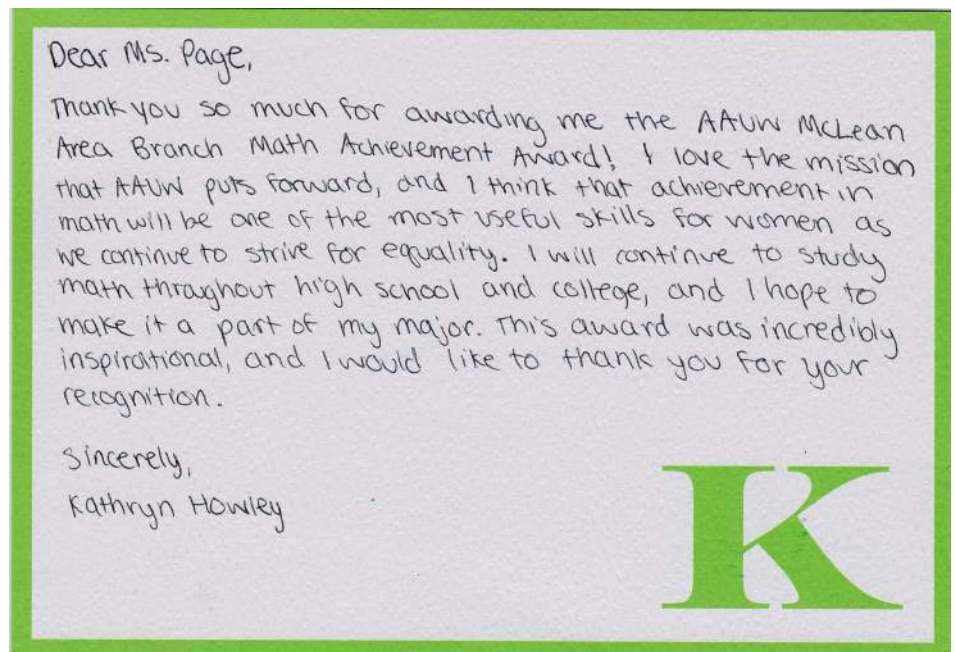 Dear Ms. Page,
Thank you so much for awarding me the AAUW McLean
Area Branch Math Achievement Award! I love the mission
that AAUW puts forward, and I think that achievement in
math will be one of the most useful skills for women as
we continue to strive for equality. I will continue to study
math throughout high school and college, and I hope to
make it a part of my major. This award was incredibly
inspirational, and I would like to thank you for your
recognition.
Sincerely,
Kathryn Howley
K